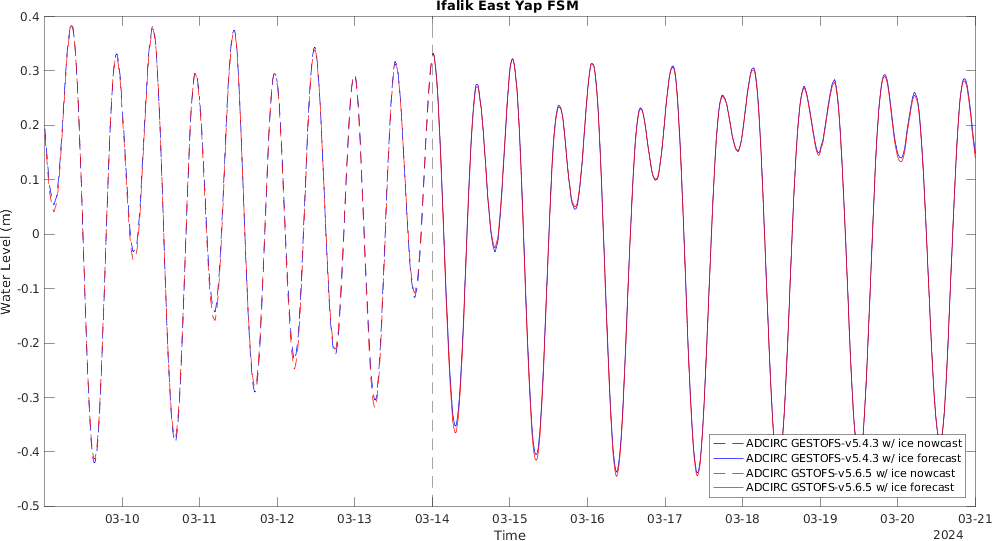 Ifalik East Yap FSM
0.4
0.3
0.2
0.1
0
-0.1
-0.2
-0.3
-0.4
-0.5
Water Level (m)
ADCIRC GESTOFS-v5.4.3 w/ ice nowcast
ADCIRC GESTOFS-v5.4.3 w/ ice forecast
ADCIRC GSTOFS-v5.6.5 w/ ice nowcast
ADCIRC GSTOFS-v5.6.5 w/ ice forecast
03-10 03-11 03-12 03-13 03-14 03-15 03-16 03-17 03-18 03-19 03-20 03-21
Time
2024